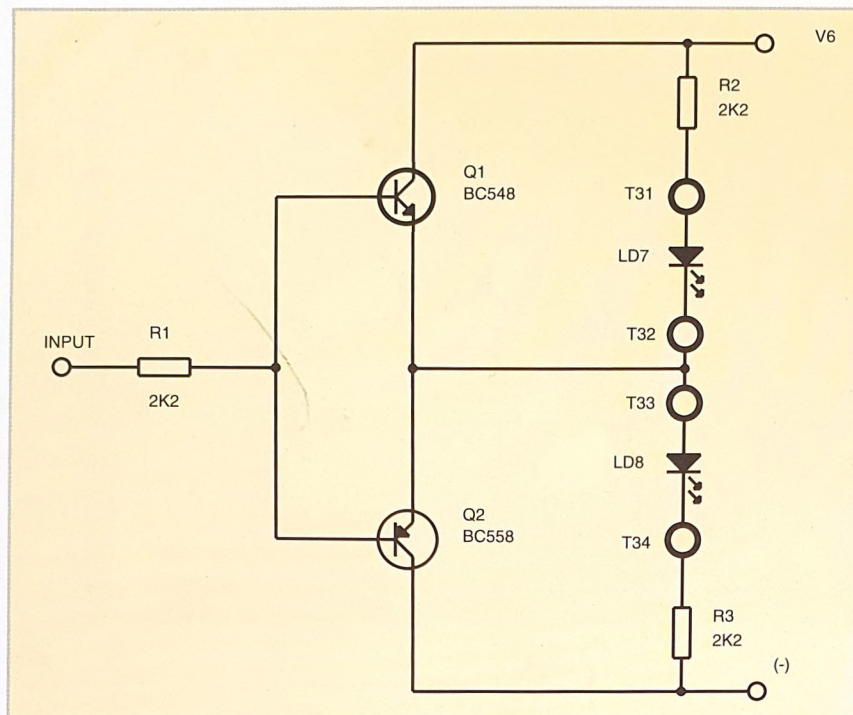 V6
R2
2K2
Q1
BC548
T31
LD7
T32
INPUT
R1
2K2
T33
LD8
Q2
BC558
T34
R3
2K2
(-)